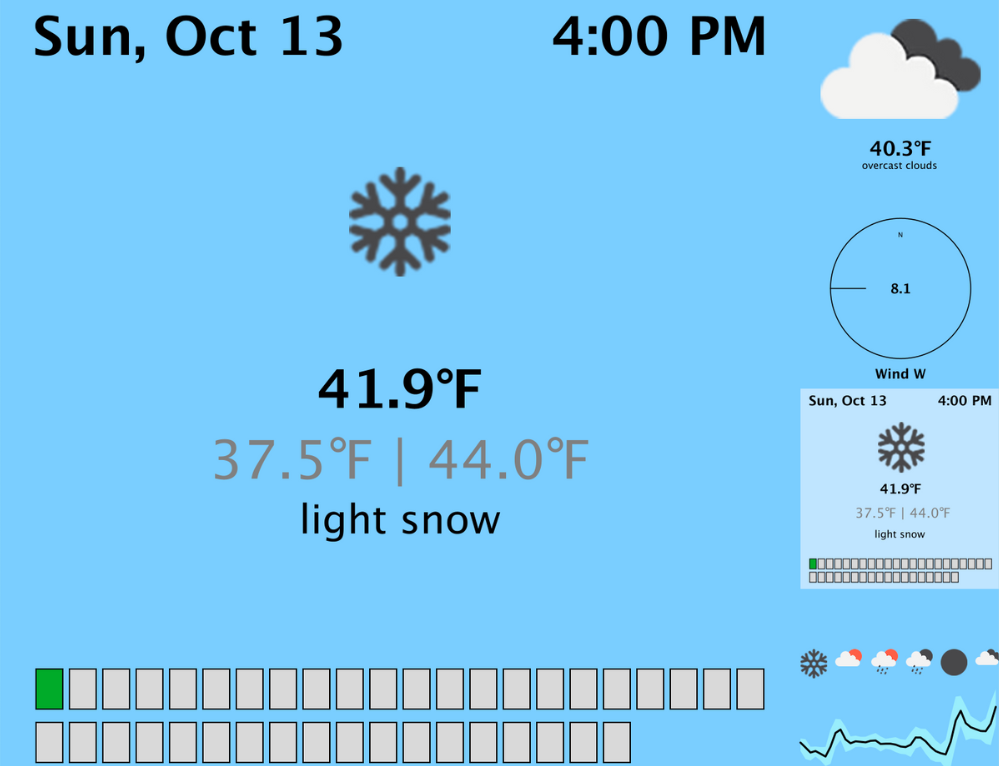 Sun, Oct 13 4:00 PM
41.9°F
37.5°F | 44.0°F
light snow
40.3°F
overcast clouds
N
8.1
Wind W
Sun, Oct 13 4:00 PM
41.9°F
37.5°F | 44.0°F
light snow